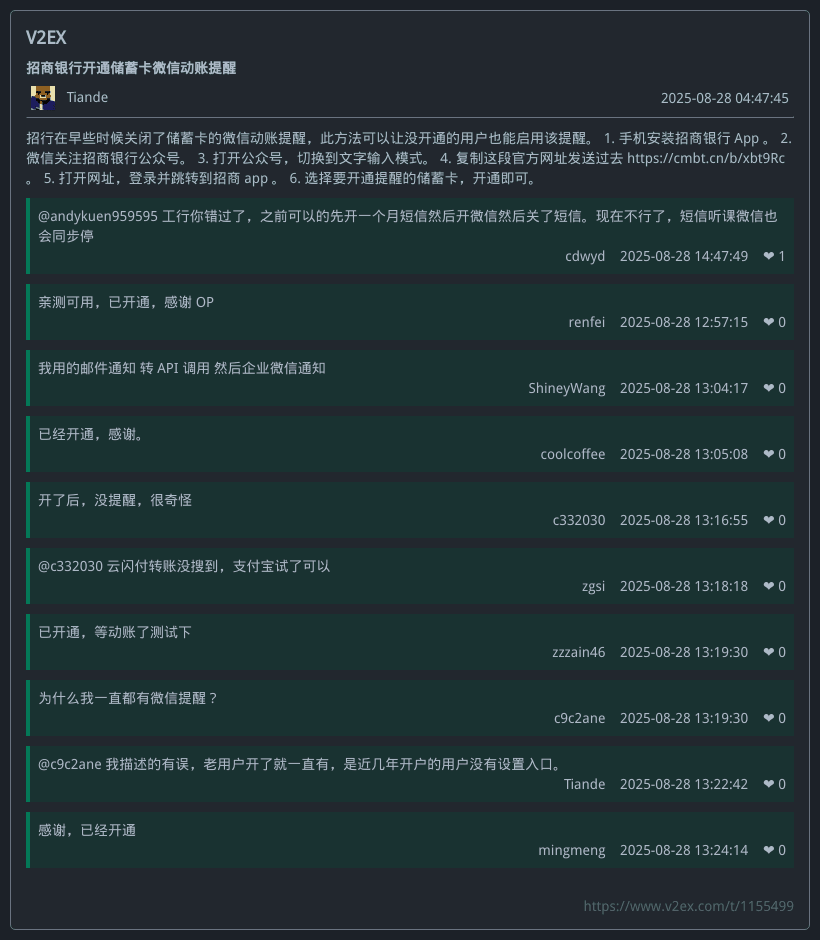 V2EX
招商银行开通储蓄卡微信动账提醒
Tiande 2025-08-28 04:47:45
招行在早些时候关闭了储蓄卡的微信动账提醒，此方法可以让没开通的用户也能启用该提醒。 1. 手机安装招商银行 App 。 2.
微信关注招商银行公众号。 3. 打开公众号，切换到文字输入模式。 4. 复制这段官方网址发送过去 https://cmbt.cn/b/xbt9Rc
。 5. 打开网址，登录并跳转到招商 app 。 6. 选择要开通提醒的储蓄卡，开通即可。
@andykuen959595 工行你错过了，之前可以的先开一个月短信然后开微信然后关了短信。现在不行了，短信听课微信也
会同步停
cdwyd 2025-08-28 14:47:49 ❤ 1
亲测可用，已开通，感谢 OP
renfei 2025-08-28 12:57:15 ❤ 0
我用的邮件通知 转 API 调用 然后企业微信通知
ShineyWang 2025-08-28 13:04:17 ❤ 0
已经开通，感谢。
coolcoffee 2025-08-28 13:05:08 ❤ 0
开了后，没提醒，很奇怪
c332030 2025-08-28 13:16:55 ❤ 0
@c332030 云闪付转账没搜到，支付宝试了可以
zgsi 2025-08-28 13:18:18 ❤ 0
已开通，等动账了测试下
zzzain46 2025-08-28 13:19:30 ❤ 0
为什么我一直都有微信提醒？
c9c2ane 2025-08-28 13:19:30 ❤ 0
@c9c2ane 我描述的有误，老用户开了就一直有，是近几年开户的用户没有设置入口。
Tiande 2025-08-28 13:22:42 ❤ 0
感谢，已经开通
mingmeng 2025-08-28 13:24:14 ❤ 0
https://www.v2ex.com/t/1155499